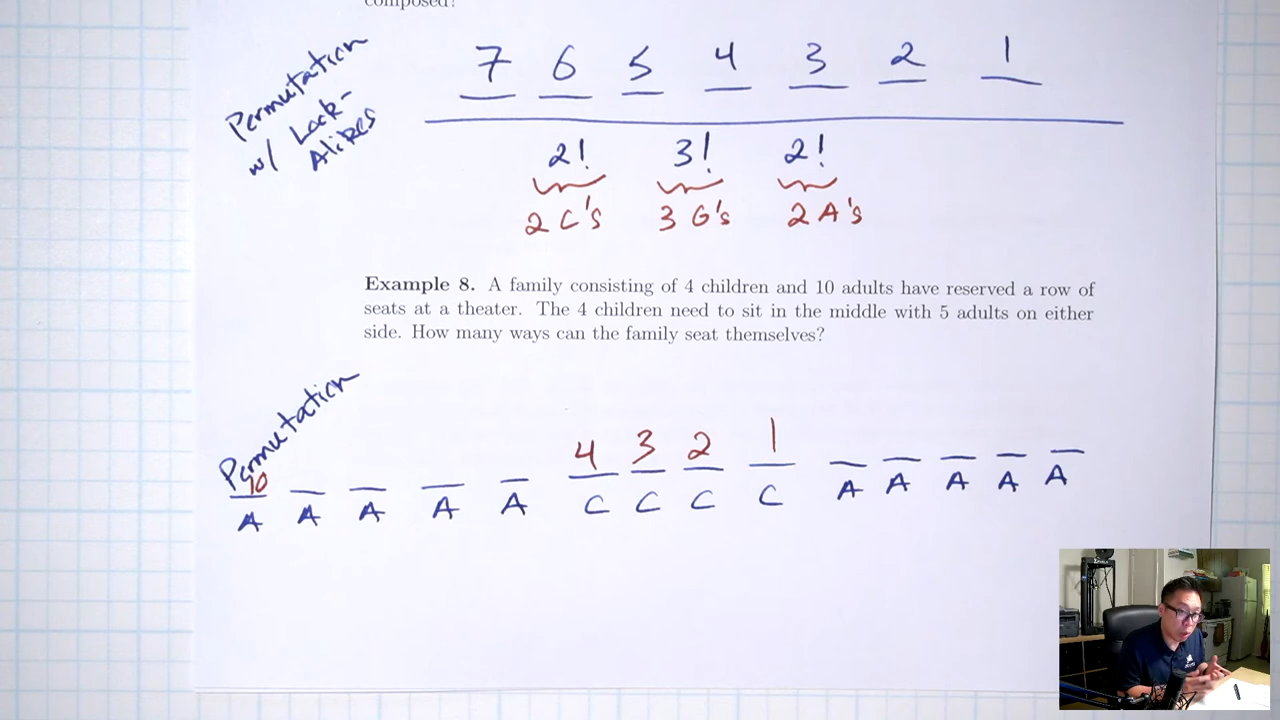 composed?
Permutation
w/ Look-
Alikes
7 6 5 4 3 2 1
2! 3! 2!
2 C's 3 G's 2 A's
Example 8. A family consisting of 4 children and 10 adults have reserved a row of
seats at a theater. The 4 children need to sit in the middle with 5 adults on either
side. How many ways can the family seat themselves?
Permutation
10 4 3 2 1
A A A A A C C C C A A A A A